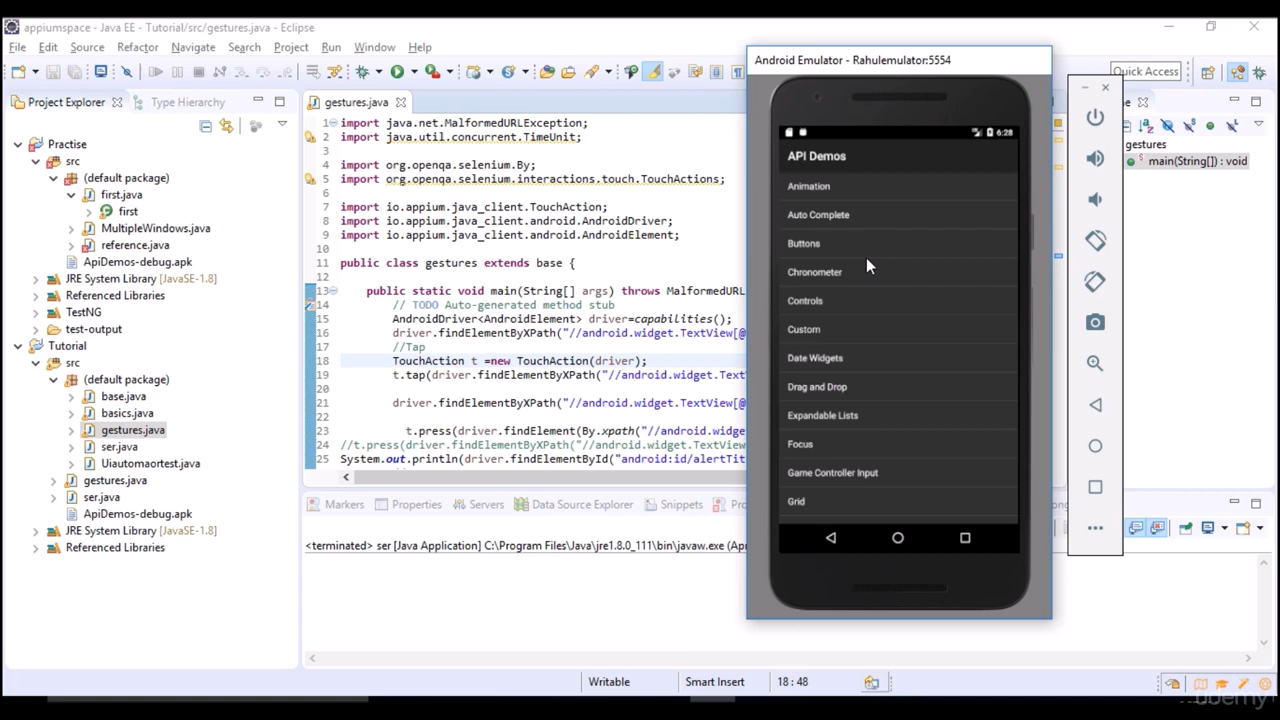 appiumspace - Java EE - Tutorial/src/gestures.java - Eclipse
File Edit Source Refactor Navigate Search Project Run Window Help
Quick Access
Project Explorer
Type Hierarchy
Practise
src
(default package)
first.java
first
MultipleWindows.java
reference.java
ApiDemos-debug.apk
JRE System Library [JavaSE-1.8]
Referenced Libraries
TestNG
test-output
Tutorial
src
(default package)
base.java
basics.java
gestures.java
ser.java
Uiautomaortest.java
gestures.java
ser.java
ApiDemos-debug.apk
JRE System Library [JavaSE-1.8]
Referenced Libraries
gestures.java
1 import java.net.MalformedURLException;
2 import java.util.concurrent.TimeUnit;
3
4 import org.openqa.selenium.By;
5 import org.openqa.selenium.interactions.touch.TouchActions;
6
7 import io.appium.java_client.TouchAction;
8 import io.appium.java_client.android.AndroidDriver;
9 import io.appium.java_client.android.AndroidElement;
10
11 public class gestures extends base {
12
13 public static void main(String[] args) throws MalformedURL
14 // TODO Auto-generated method stub
15 AndroidDriver<AndroidElement> driver=capabilities();
16 driver.findElementByXPath("//android.widget.TextView[@
17 //Tap
18 TouchAction t =new TouchAction(driver);
19 t.tap(driver.findElementByXPath("//android.widget.Text
20
21 driver.findElementByXPath("//android.widget.TextView[@
22
23 t.press(driver.findElement(By.xpath("//android.widg
24 //t.press(driver.findElementByXPath("//android.widget.TextView
25 System.out.println(driver.findElementById("android:id/alertTit
Markers Properties Servers Data Source Explorer Snippets
<terminated> ser [Java Application] C:\Program Files\Java\jre1.8.0_111\bin\javaw.exe
Android Emulator - Rahulemulator:5554
6:28
API Demos
Animation
Auto Complete
Buttons
Chronometer
Controls
Custom
Date Widgets
Drag and Drop
Expandable Lists
Focus
Game Controller Input
Grid
gestures
main(String[]) : void
Writable Smart Insert 18 : 48